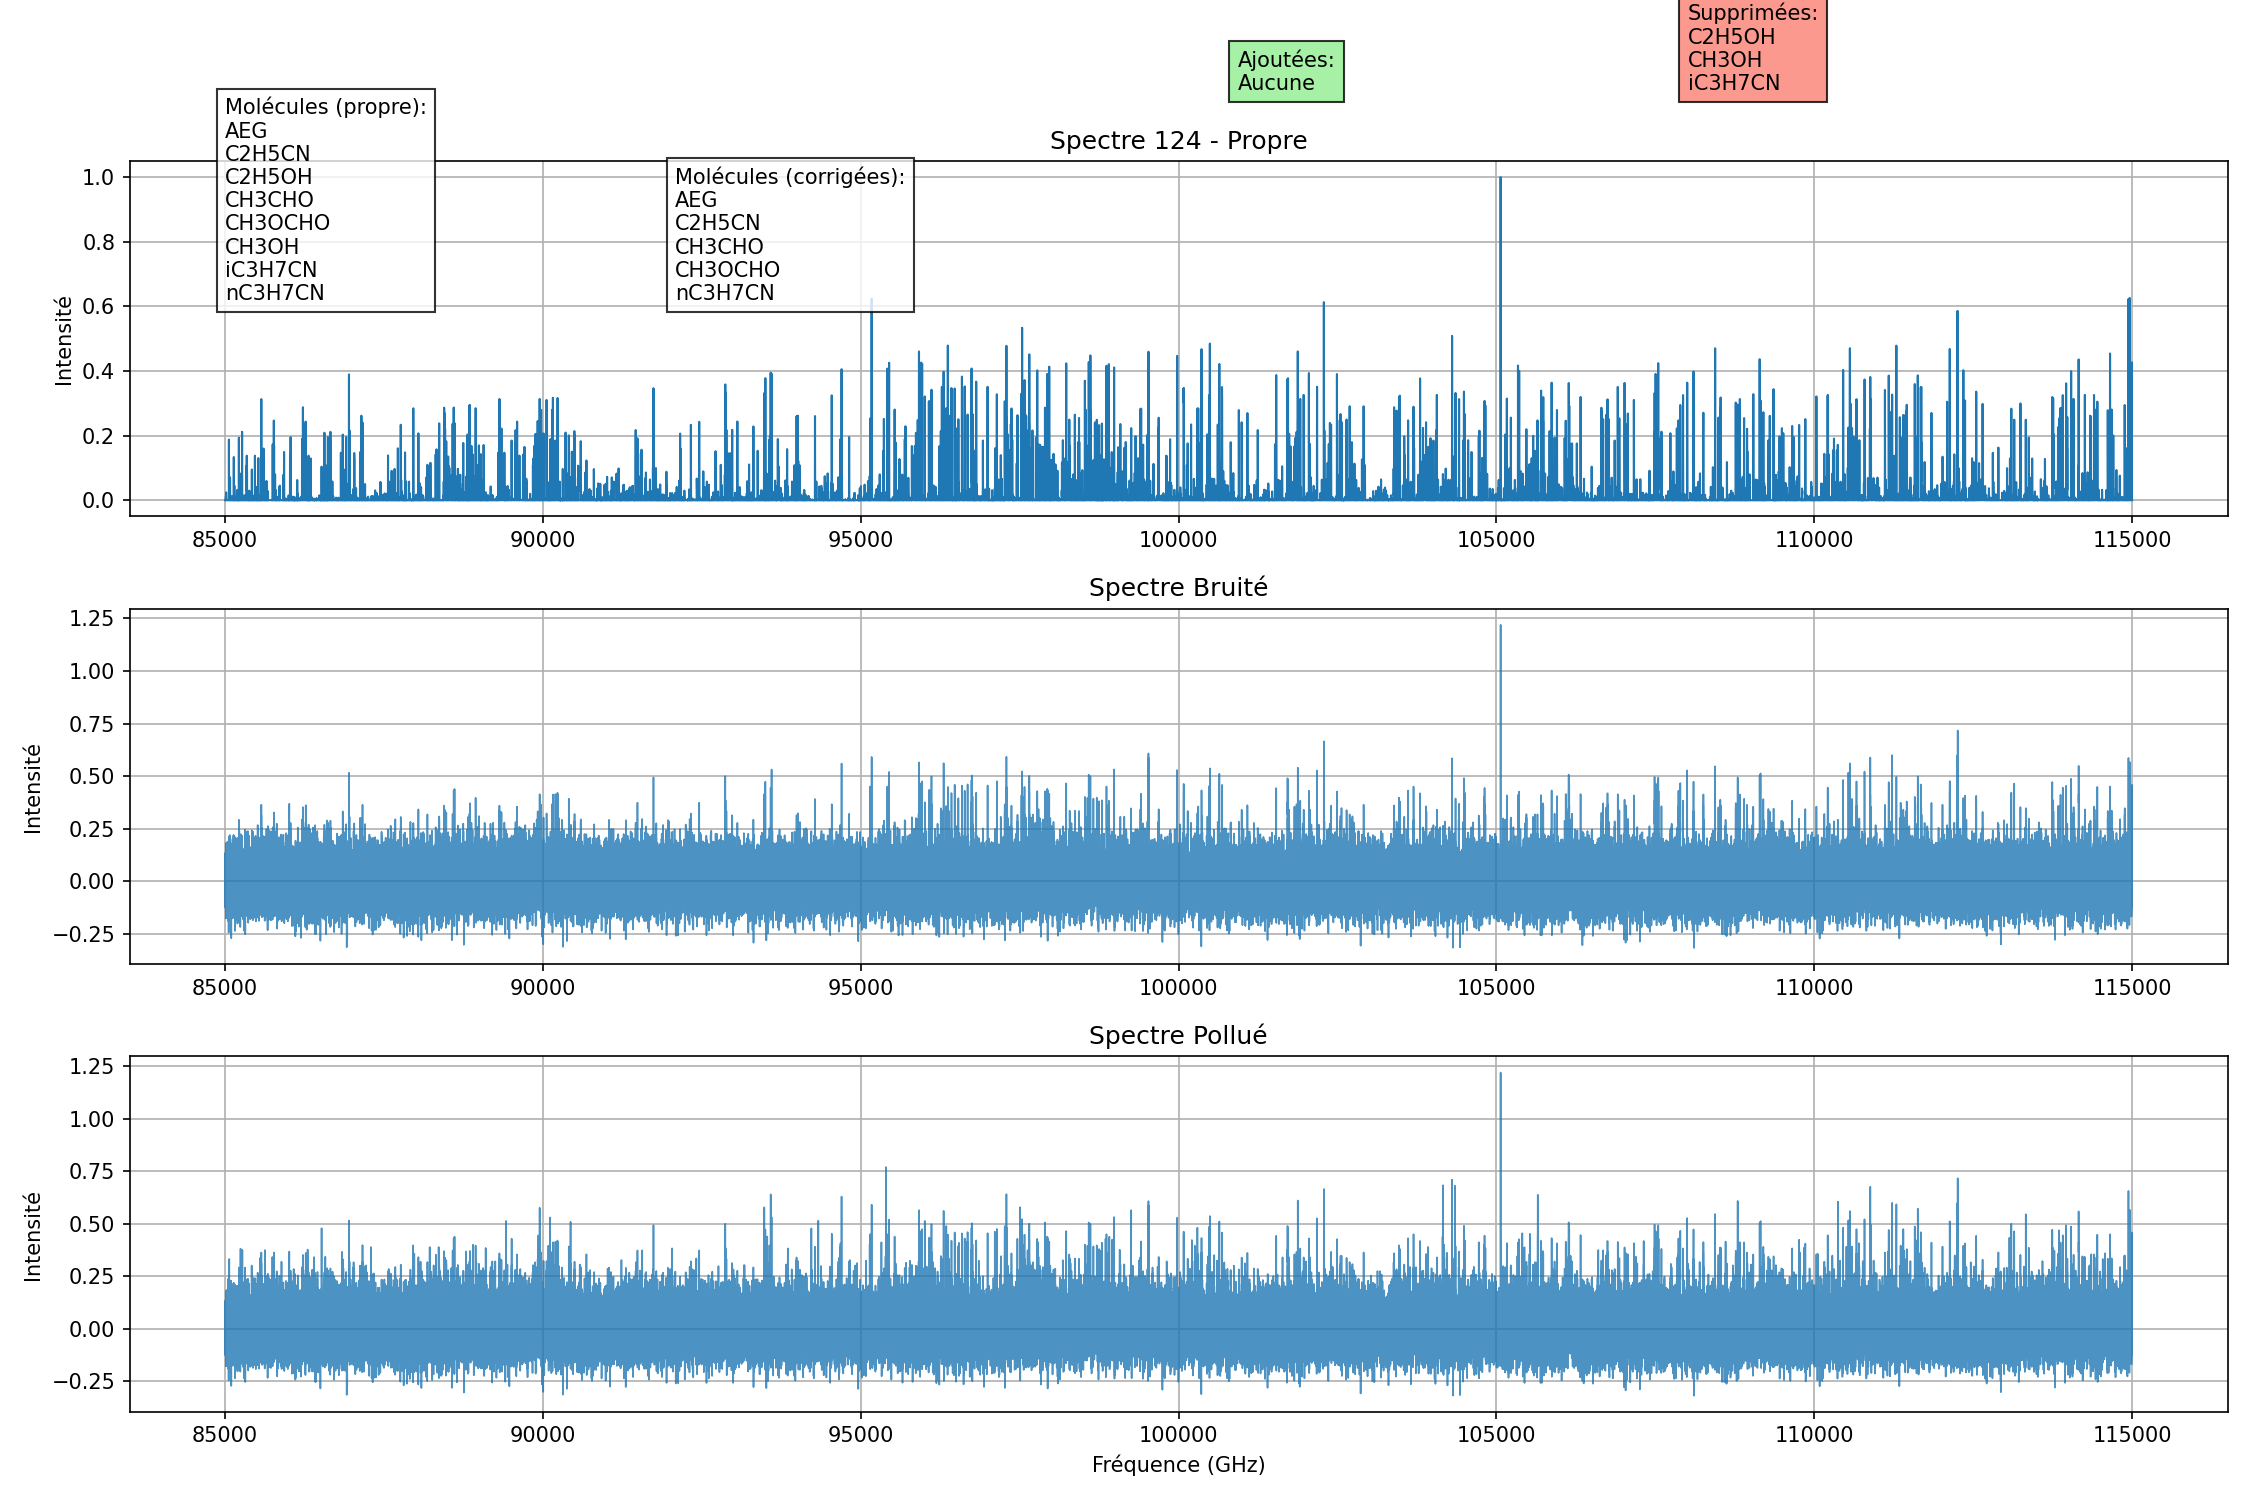 Supprimées:
C2H5OH
CH3OH
iC3H7CN
Ajoutées:
Aucune
Molécules (propre):
AEG
C2H5CN
C2H5OH
CH3CHO
CH3OCHO
CH3OH
iC3H7CN
nC3H7CN
Molécules (corrigées):
AEG
C2H5CN
CH3CHO
CH3OCHO
nC3H7CN
Spectre 124 - Propre
Intensité
1.0
0.8
0.6
0.4
0.2
0.0
85000 90000 95000 100000 105000 110000 115000
Spectre Bruité
Intensité
1.25
1.00
0.75
0.50
0.25
0.00
−0.25
85000 90000 95000 100000 105000 110000 115000
Spectre Pollué
Intensité
1.25
1.00
0.75
0.50
0.25
0.00
−0.25
85000 90000 95000 100000 105000 110000 115000
Fréquence (GHz)